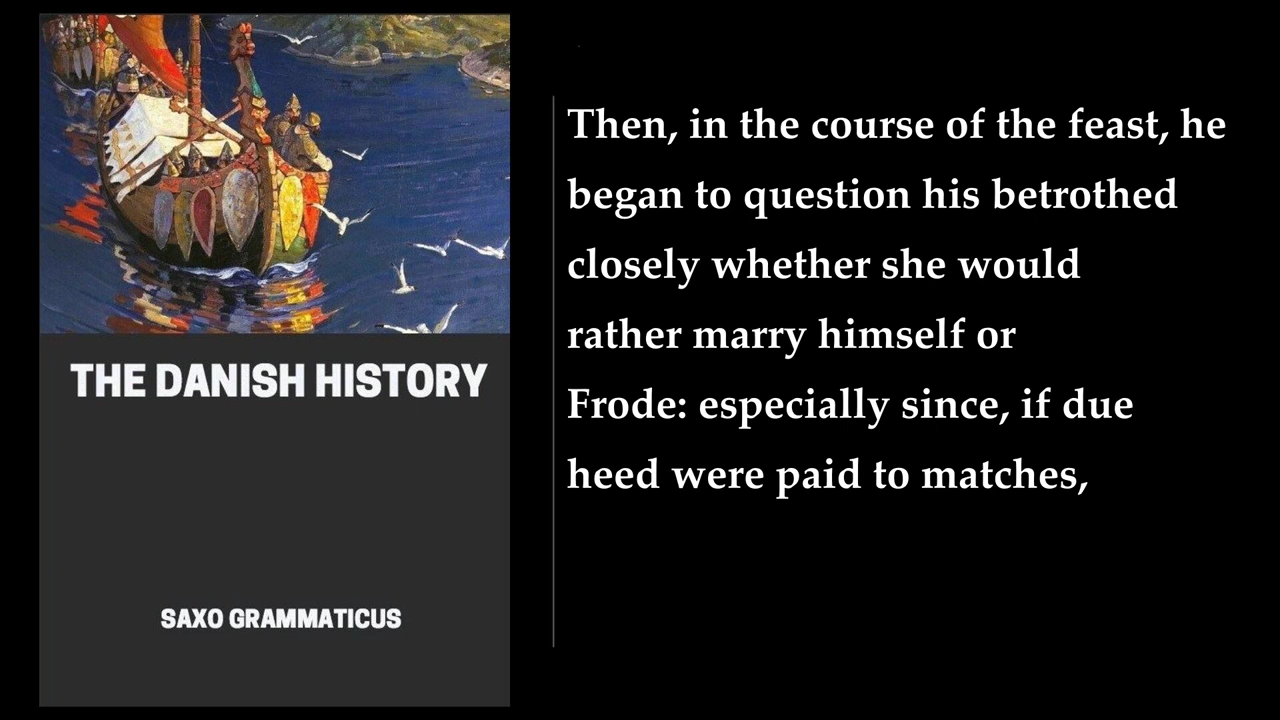 THE DANISH HISTORY
SAXO GRAMMATICUS
Then, in the course of the feast, he
began to question his betrothed
closely whether she would
rather marry himself or
Frode: especially since, if due
heed were paid to matches,